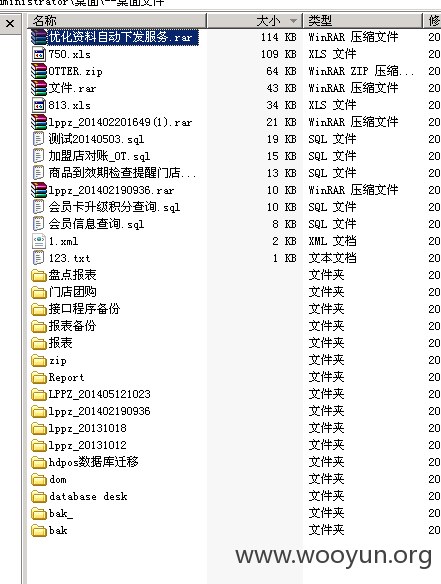 ministrator\桌面\--桌面文件
名称 大小 类型 修
优化资料自动下发服务.rar 114 KB WinRAR 压缩文件 20
750.xls 109 KB XLS 文件 20
OTTER.zip 64 KB WinRAR ZIP 压缩... 20
文件.rar 43 KB WinRAR 压缩文件 20
813.xls 34 KB XLS 文件 20
lppz_201402201649(1).rar 21 KB WinRAR 压缩文件 20
测试20140503.sql 19 KB SQL 文件 20
加盟店对账_OT.sql 15 KB SQL 文件 20
商品到效期检查提醒门店... 13 KB SQL 文件 20
lppz_201402190936.rar 10 KB WinRAR 压缩文件 20
会员卡升级积分查询.sql 10 KB SQL 文件 20
会员信息查询.sql 8 KB SQL 文件 20
1.xml 2 KB XML 文档 20
123.txt 1 KB 文本文档 20
盘点报表 文件夹 20
门店团购 文件夹 20
接口程序备份 文件夹 20
报表备份 文件夹 20
报表 文件夹 20
zip 文件夹 20
Report 文件夹 20
LPPZ_201405121023 文件夹 20
lppz_201402190936 文件夹 20
lppz_20131018 文件夹 20
lppz_20131012 文件夹 20
hdpos数据库迁移 文件夹 20
dom 文件夹 20
database desk 文件夹 20
bak_ 文件夹 20
bak 文件夹 20
www.wooyun.org